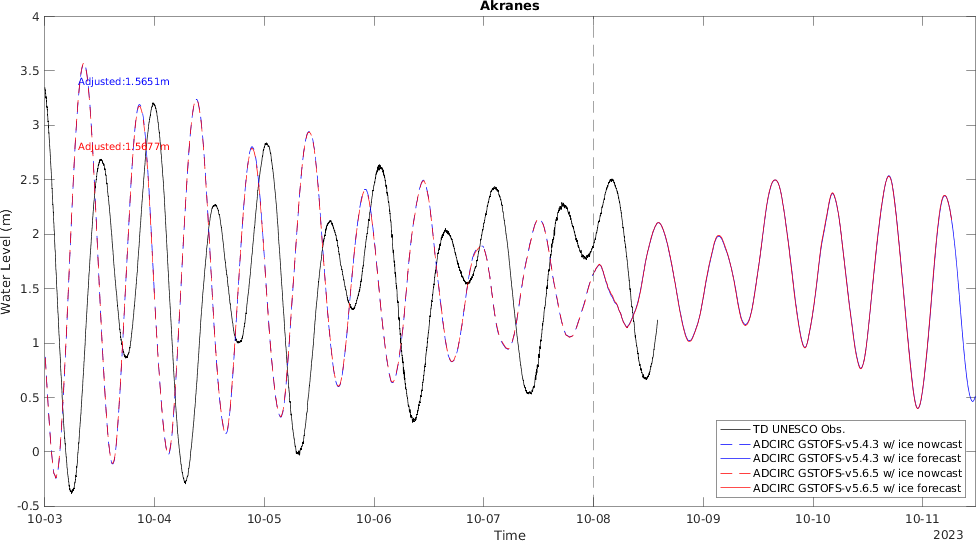 Akranes
4
3.5
3
2.5
2
1.5
1
0.5
0
-0.5
Water Level (m)
Adjusted:1.5651m
Adjusted:1.5677m
TD UNESCO Obs.
ADCIRC GSTOFS-v5.4.3 w/ ice nowcast
ADCIRC GSTOFS-v5.4.3 w/ ice forecast
ADCIRC GSTOFS-v5.6.5 w/ ice nowcast
ADCIRC GSTOFS-v5.6.5 w/ ice forecast
10-03 10-04 10-05 10-06 10-07 10-08 10-09 10-10 10-11
Time
2023